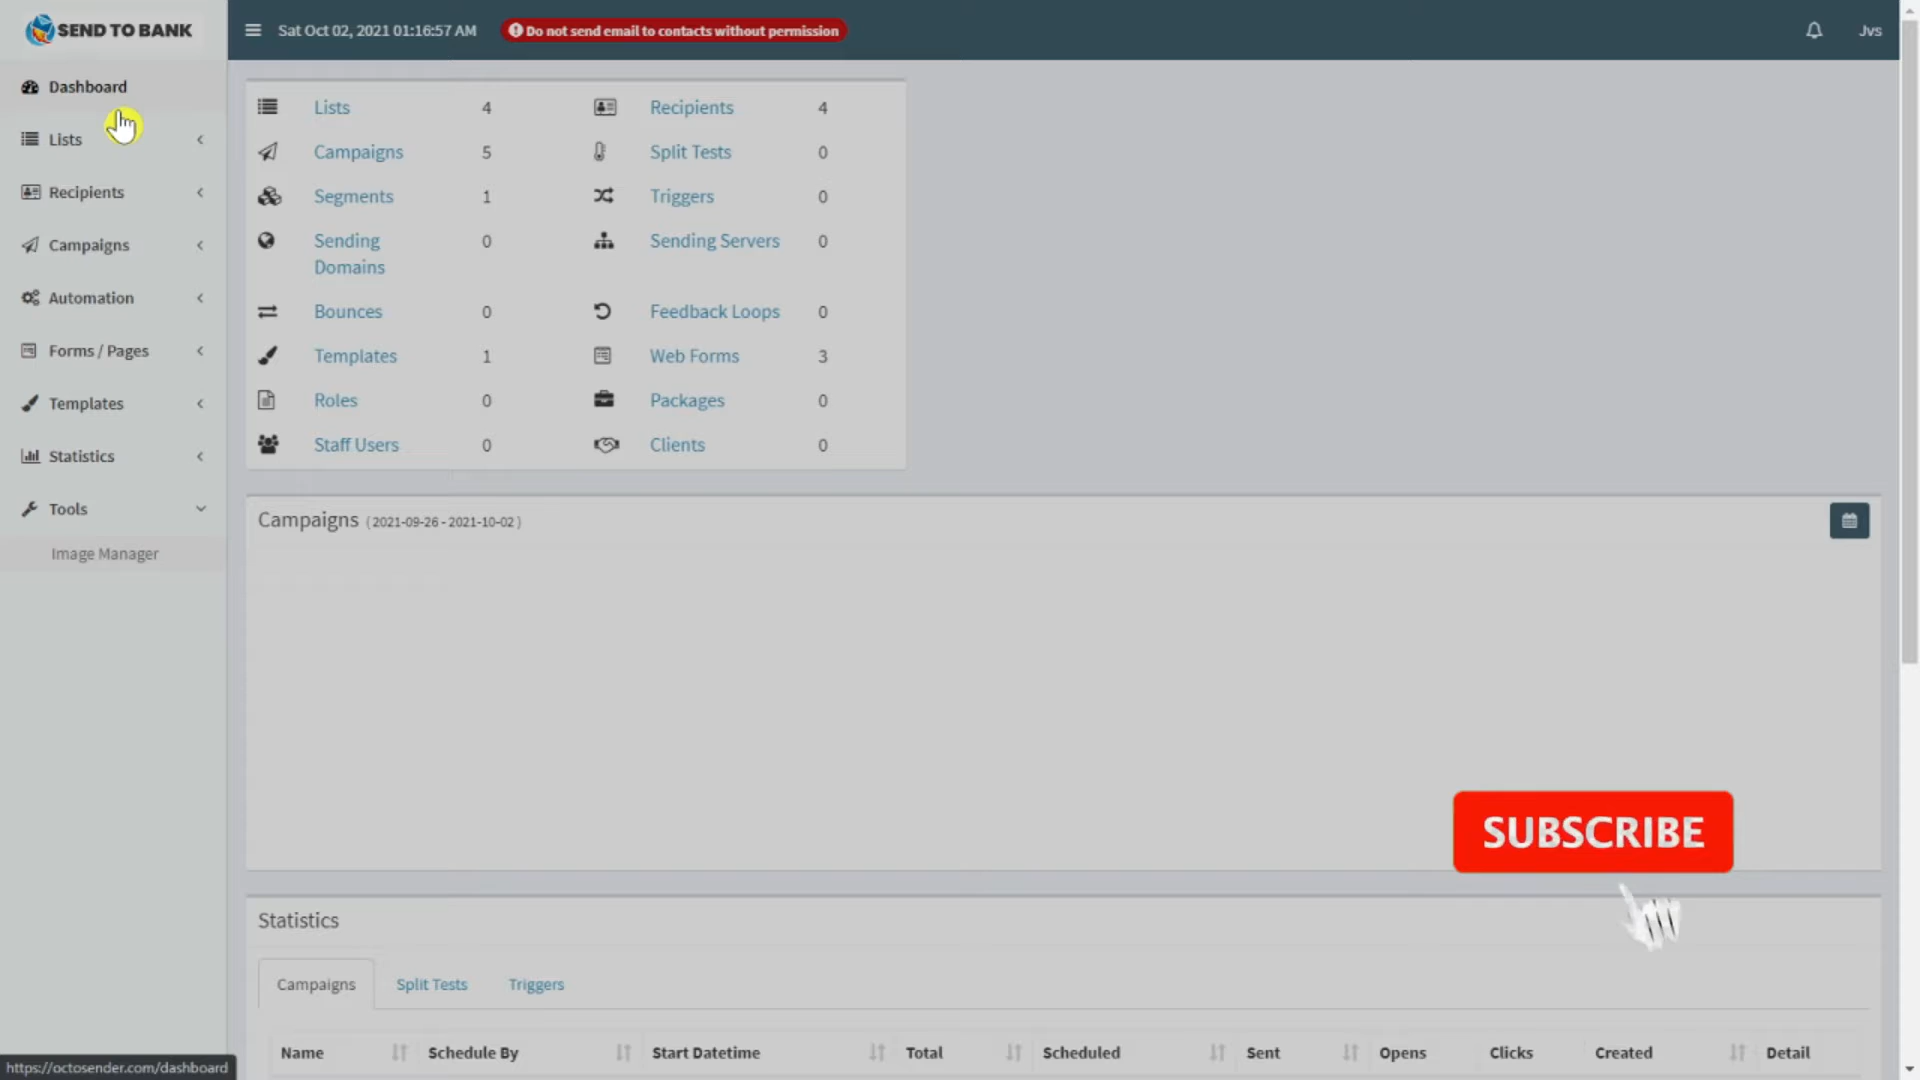 SEND TO BANK
Sat Oct 02, 2021 01:16:57 AM
Do not send email to contacts without permission
Jvs
Dashboard
Lists
Recipients
Campaigns
Automation
Forms / Pages
Templates
Statistics
Tools
Image Manager
Lists 4 Recipients 4
Campaigns 5 Split Tests 0
Segments 1 Triggers 0
Sending Domains 0 Sending Servers 0
Bounces 0 Feedback Loops 0
Templates 1 Web Forms 3
Roles 0 Packages 0
Staff Users 0 Clients 0
Campaigns ( 2021-09-26 - 2021-10-02 )
SUBSCRIBE
Statistics
Campaigns Split Tests Triggers
Name Schedule By Start Datetime Total Scheduled Sent Opens Clicks Created Detail
https://octosender.com/dashboard